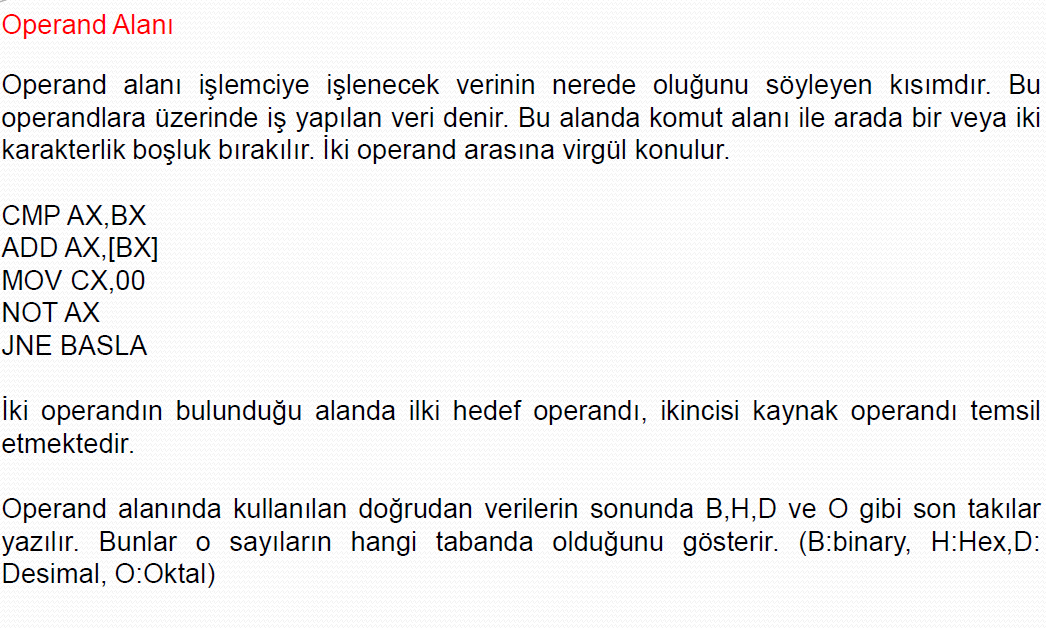 Operand Alanı
Operand alanı işlemciye işlenecek verinin nerede oluğunu söyleyen kısımdır. Bu
operandlara üzerinde iş yapılan veri denir. Bu alanda komut alanı ile arada bir veya iki
karakterlik boşluk bırakılır. İki operand arasına virgül konulur.
CMP AX,BX
ADD AX,[BX]
MOV CX,00
NOT AX
JNE BASLA
İki operandın bulunduğu alanda ilki hedef operandı, ikincisi kaynak operandı temsil
etmektedir.
Operand alanında kullanılan doğrudan verilerin sonunda B,H,D ve O gibi son takılar
yazılır. Bunlar o sayıların hangi tabanda olduğunu gösterir. (B:binary, H:Hex,D:
Desimal, O:Oktal)